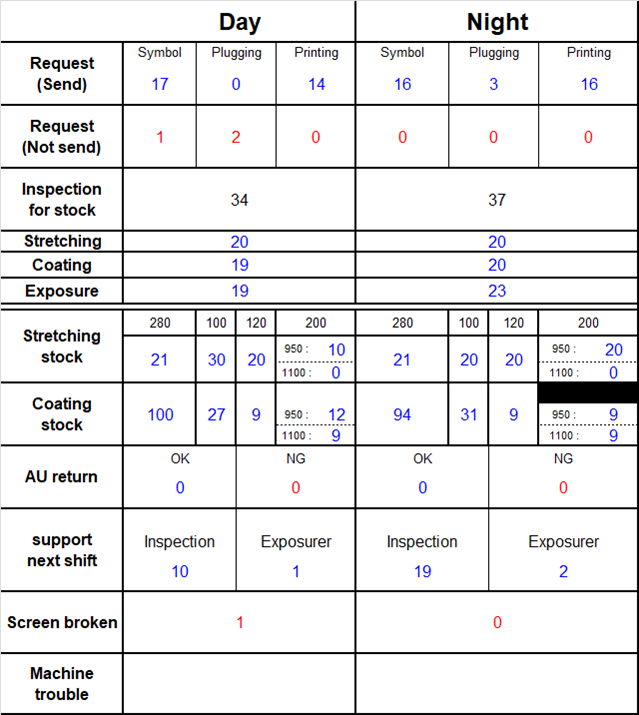 Day Night
Request
(Send)
Symbol Plugging Printing Symbol Plugging Printing
17 0 14 16 3 16
Request
(Not send)
1 2 0 0 0 0
Inspection
for stock
34 37
Stretching 20 20
Coating 19 20
Exposure 19 23
Stretching
stock
280 100 120 200 280 100 120 200
21 30 20 950 : 10 21 20 20 950 : 20
1100 : 0 1100 : 0
Coating
stock
100 27 9 950 : 12 94 31 9 950 : 9
1100 : 9 1100 : 9
AU return
OK NG OK NG
0 0 0 0
support
next shift
Inspection Exposurer Inspection Exposurer
10 1 19 2
Screen broken 1 0
Machine
trouble